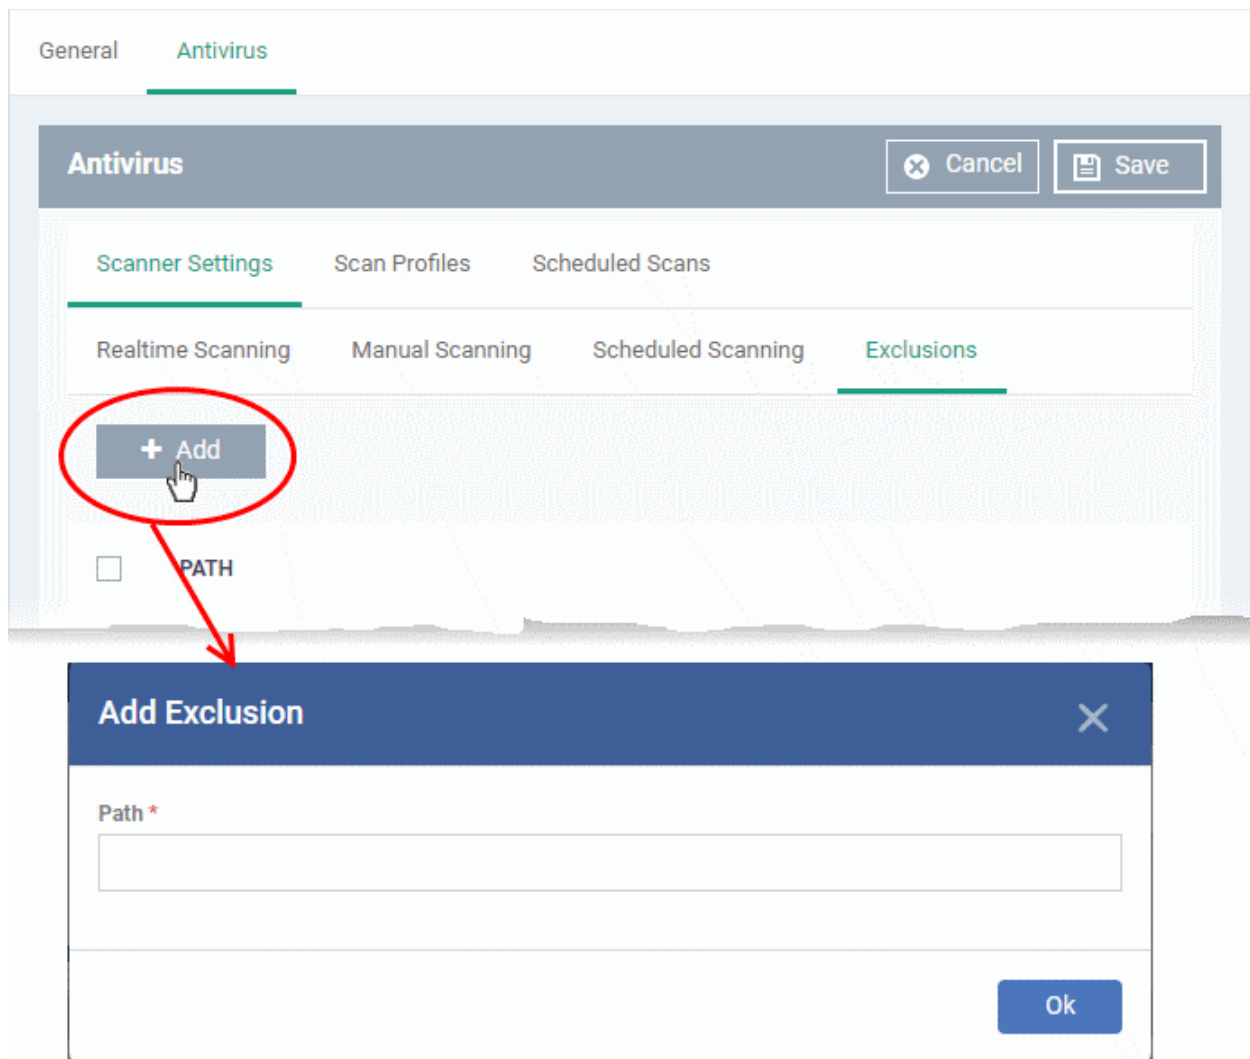 General Antivirus
Antivirus Cancel Save
Scanner Settings Scan Profiles Scheduled Scans
Realtime Scanning Manual Scanning Scheduled Scanning Exclusions
+ Add
PATH
Add Exclusion
Path *
Ok